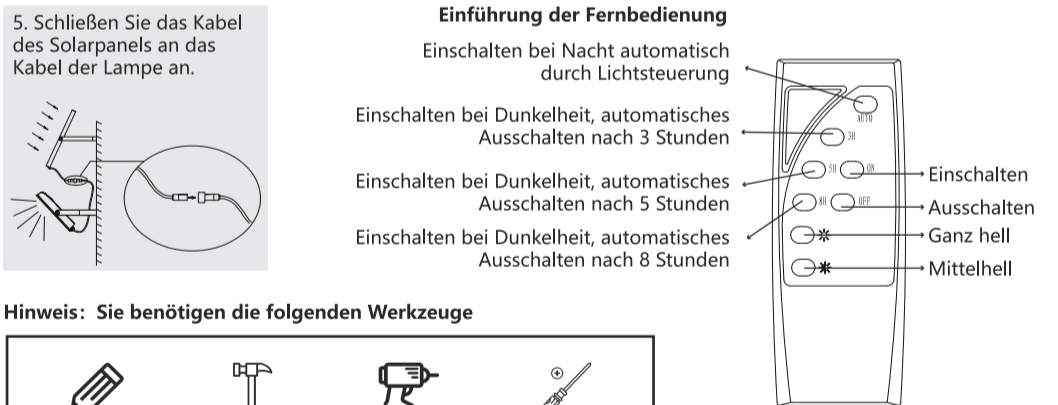 5. Schließen Sie das Kabel
des Solarpanels an das
Kabel der Lampe an.
Einführung der Fernbedienung
Einschalten bei Nacht automatisch
durch Lichtsteuerung
Einschalten bei Dunkelheit, automatisches
Ausschalten nach 3 Stunden
Einschalten bei Dunkelheit, automatisches
Ausschalten nach 5 Stunden
Einschalten bei Dunkelheit, automatisches
Ausschalten nach 8 Stunden
AUTO
3H
5H ON
8H OFF
Einschalten
Ausschalten
Ganz hell
Mittelhell
Hinweis: Sie benötigen die folgenden Werkzeuge